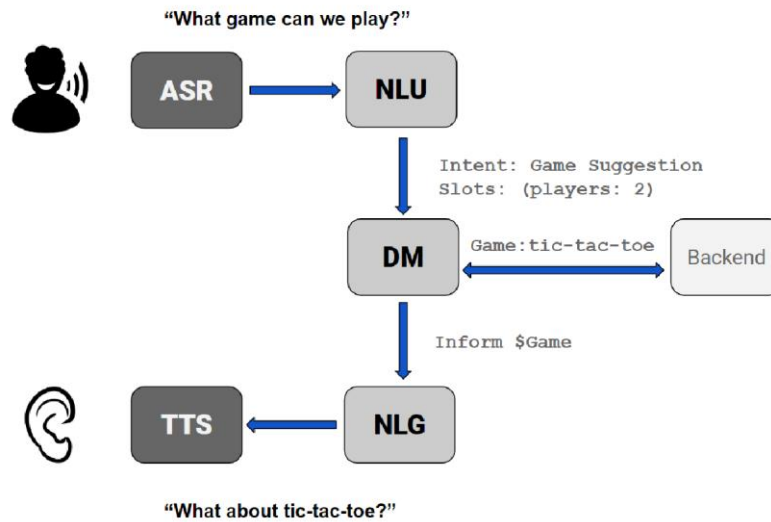 “What game can we play?”
ASR
NLU
Intent: Game Suggestion
Slots: (players: 2)
DM
Game:tic-tac-toe
Backend
Inform $Game
TTS
NLG
“What about tic-tac-toe?”